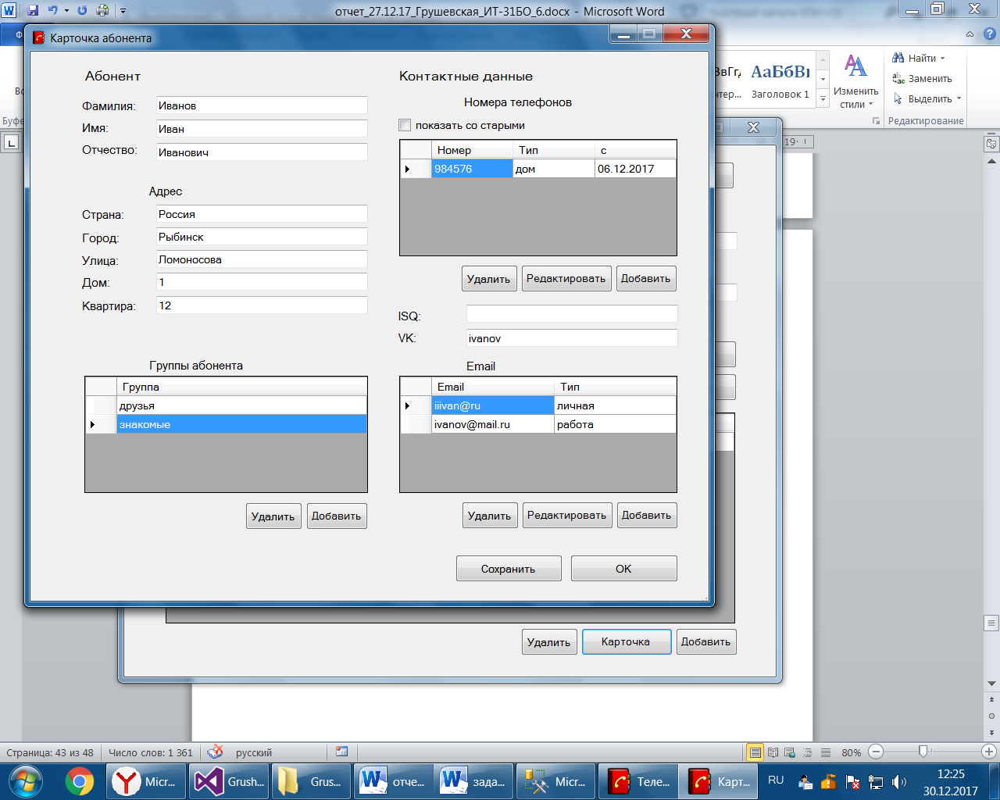 отчет_27.12.17_Грушевская_ИТ-31БО_6.docx - Microsoft Word
Карточка абонента
Абонент
Фамилия: Иванов
Имя: Иван
Отчество: Иванович
Адрес
Страна: Россия
Город: Рыбинск
Улица: Ломоносова
Дом: 1
Квартира: 12
Группы абонента
Группа
друзья
знакомые
Удалить Добавить
Контактные данные
Номера телефонов
показать со старыми
Номер Тип с
984576 дом 06.12.2017
Удалить Редактировать Добавить
ISQ:
VK: ivanov
Email
Email Тип
iiivan@ru личная
ivanov@mail.ru работа
Удалить Редактировать Добавить
Сохранить OK
Удалить Карточка Добавить
АаБбВı
Заголовок 1
Изменить стили
Найти
Заменить
Выделить
Редактирование
19
Страница: 43 из 48 Число слов: 1 361 русский 80%
Micr... Grush... Grus... отче... зада... Micr... Теле... Карт... RU 12:25
30.12.2017